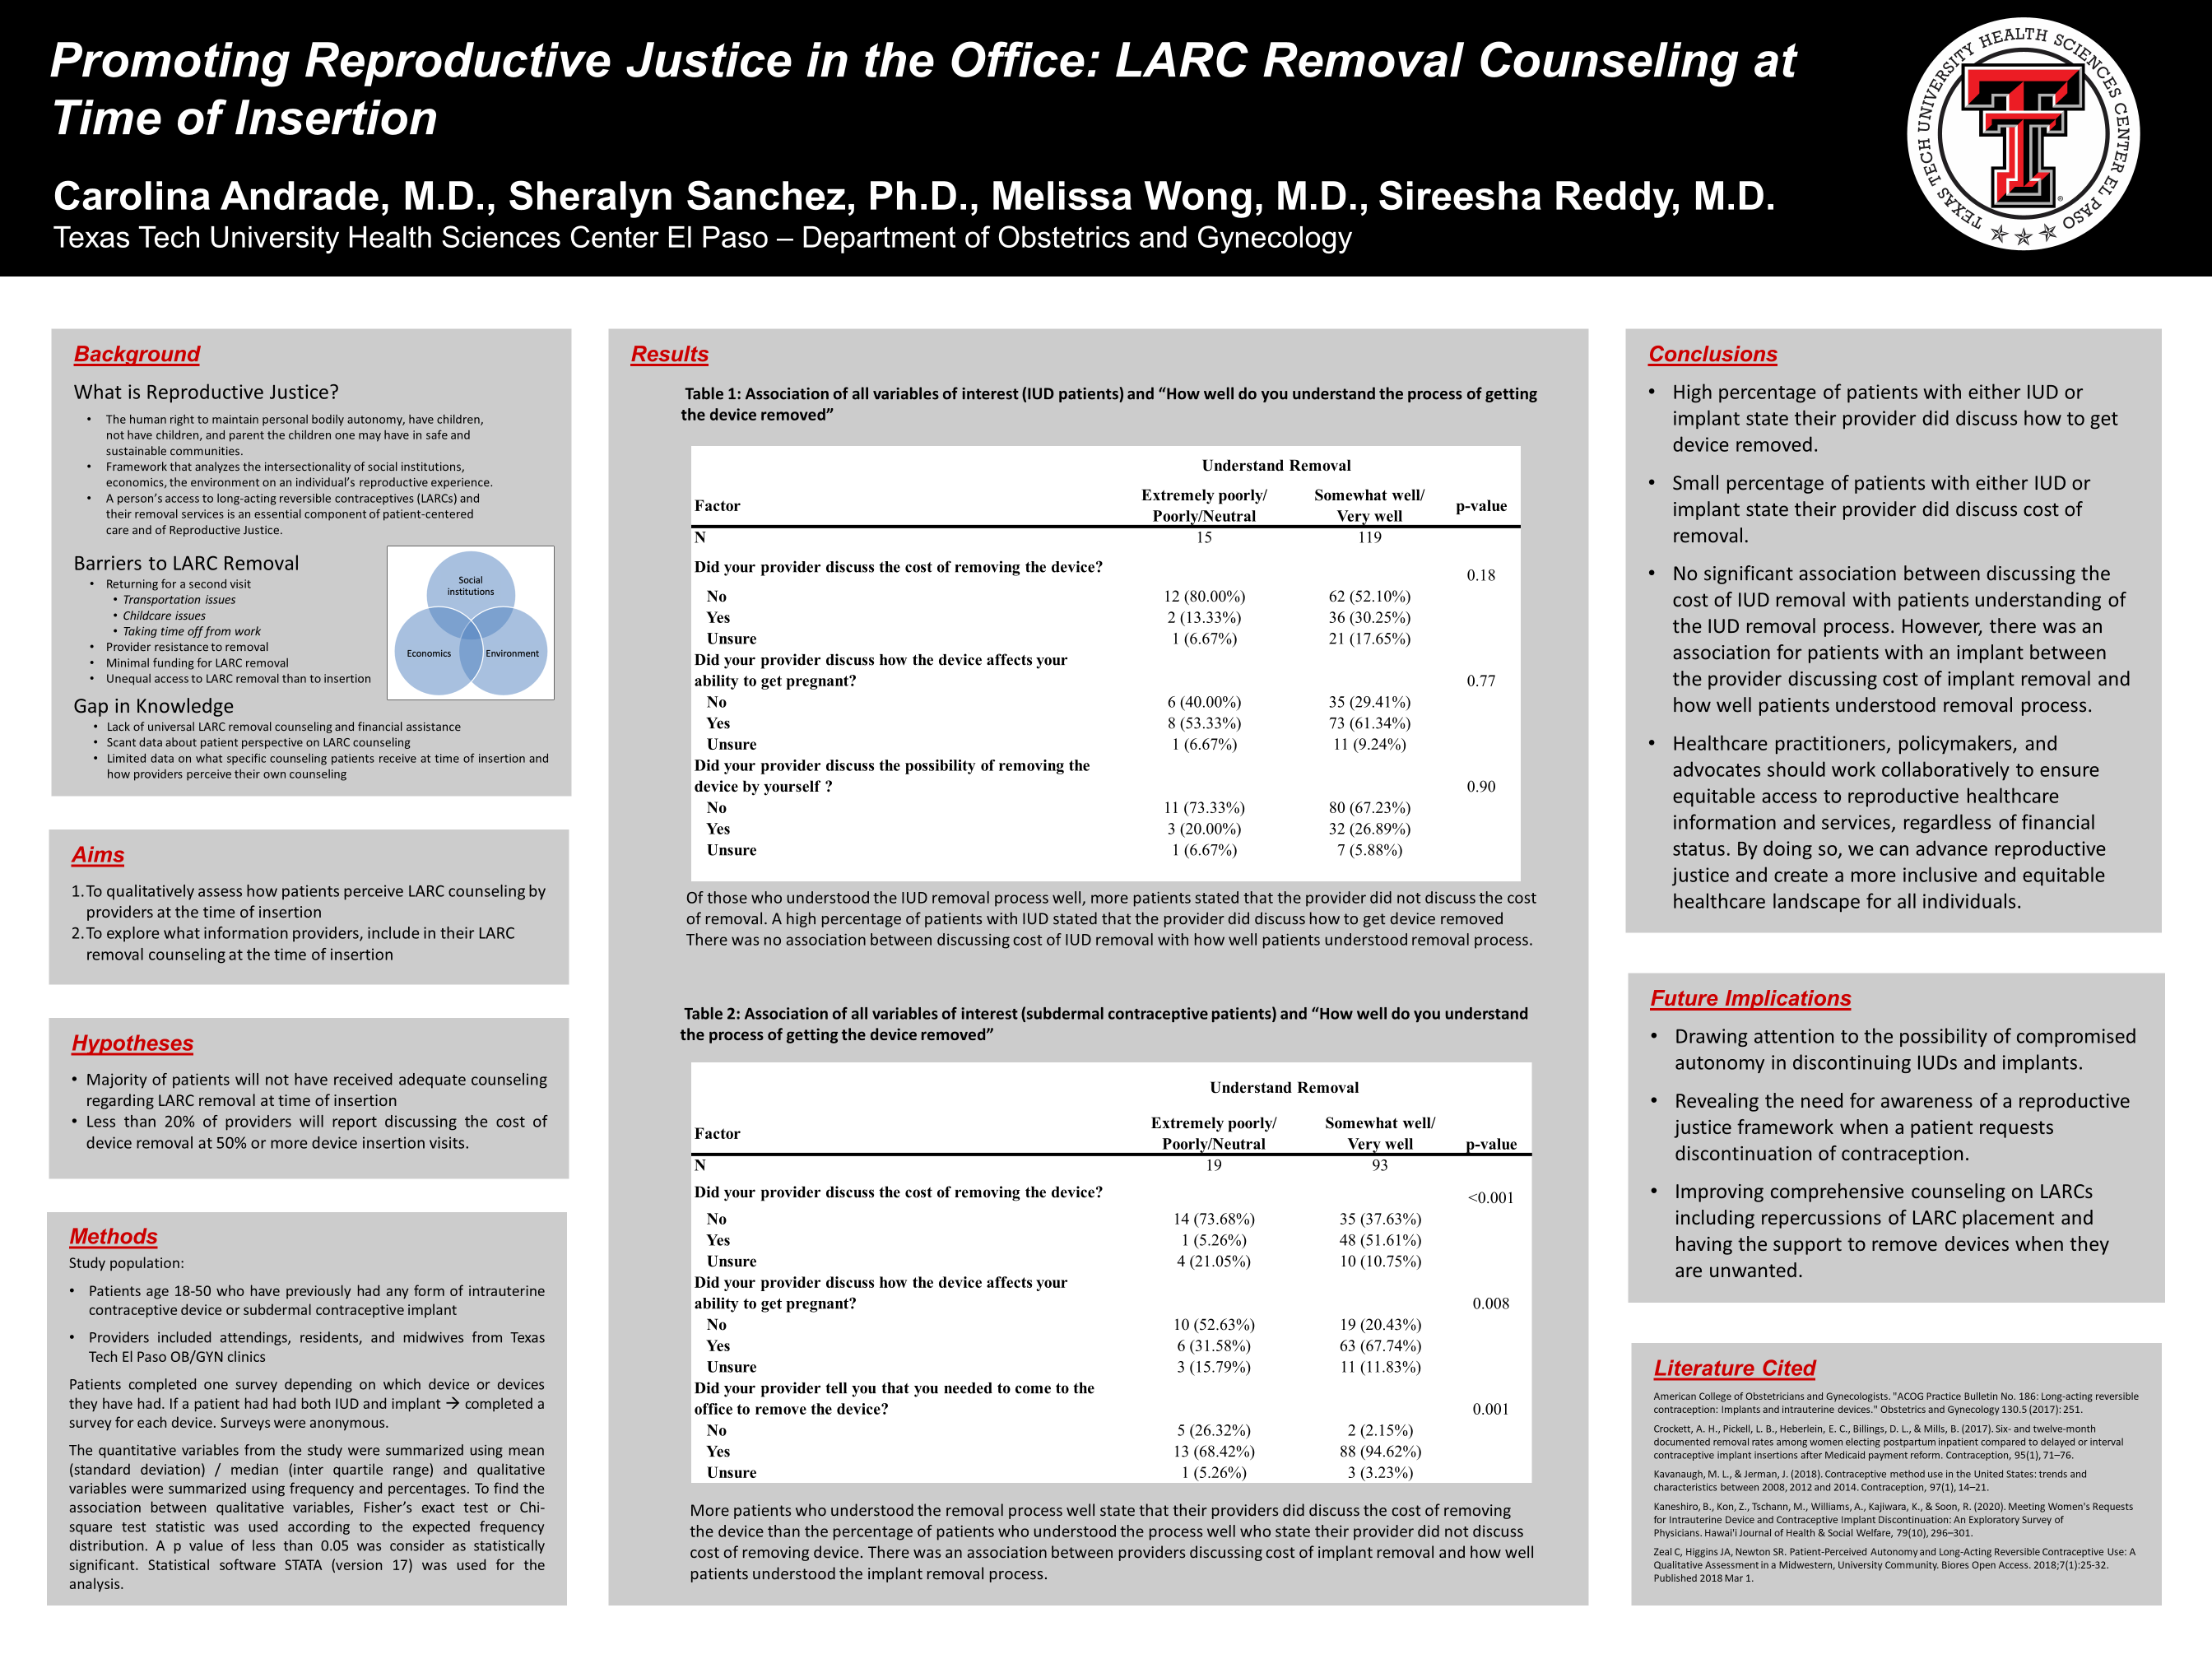 Promoting Reproductive Justice in the Office: LARC Removal Counseling at
Time of Insertion
Carolina Andrade, M.D., Sheralyn Sanchez, Ph.D., Melissa Wong, M.D., Sireesha Reddy, M.D.
Texas Tech University Health Sciences Center El Paso – Department of Obstetrics and Gynecology
TEXAS TECH UNIVERSITY HEALTH SCIENCES CENTER EL PASO
®
Background
What is Reproductive Justice?
• The human right to maintain personal bodily autonomy, have children,
not have children, and parent the children one may have in safe and
sustainable communities.
• Framework that analyzes the intersectionality of social institutions,
economics, the environment on an individual's reproductive experience.
• A person's access to long-acting reversible contraceptives (LARCs) and
their removal services is an essential component of patient-centered
care and of Reproductive Justice.
Barriers to LARC Removal
• Returning for a second visit
• Transportation issues
• Childcare issues
• Taking time off from work
• Provider resistance to removal
• Minimal funding for LARC removal
• Unequal access to LARC removal than to insertion
Social
institutions
Economics
Environment
Gap in Knowledge
• Lack of universal LARC removal counseling and financial assistance
• Scant data about patient perspective on LARC counseling
• Limited data on what specific counseling patients receive at time of insertion and
how providers perceive their own counseling
Aims
1. To qualitatively assess how patients perceive LARC counseling by
providers at the time of insertion
2. To explore what information providers, include in their LARC
removal counseling at the time of insertion
Hypotheses
• Majority of patients will not have received adequate counseling
regarding LARC removal at time of insertion
• Less than 20% of providers will report discussing the cost of
device removal at 50% or more device insertion visits.
Methods
Study population:
• Patients age 18-50 who have previously had any form of intrauterine
contraceptive device or subdermal contraceptive implant
• Providers included attendings, residents, and midwives from Texas
Tech El Paso OB/GYN clinics
Patients completed one survey depending on which device or devices
they have had. If a patient had had both IUD and implant → completed a
survey for each device. Surveys were anonymous.
The quantitative variables from the study were summarized using mean
(standard deviation) / median (inter quartile range) and qualitative
variables were summarized using frequency and percentages. To find the
association between qualitative variables, Fisher's exact test or Chi-
square test statistic was used according to the expected frequency
distribution. A p value of less than 0.05 was consider as statistically
significant. Statistical software STATA (version 17) was used for the
analysis.
Results
Table 1: Association of all variables of interest (IUD patients) and “How well do you understand the process of getting
the device removed”
Understand Removal
Factor
Extremely poorly/
Poorly/Neutral
Somewhat well/
Very well
p-value
N 15 119
Did your provider discuss the cost of removing the device? 0.18
No 12 (80.00%) 62 (52.10%)
Yes 2 (13.33%) 36 (30.25%)
Unsure 1 (6.67%) 21 (17.65%)
Did your provider discuss how the device affects your
ability to get pregnant? 0.77
No 6 (40.00%) 35 (29.41%)
Yes 8 (53.33%) 73 (61.34%)
Unsure 1 (6.67%) 11 (9.24%)
Did your provider discuss the possibility of removing the
device by yourself ? 0.90
No 11 (73.33%) 80 (67.23%)
Yes 3 (20.00%) 32 (26.89%)
Unsure 1 (6.67%) 7 (5.88%)
Of those who understood the IUD removal process well, more patients stated that the provider did not discuss the cost
of removal. A high percentage of patients with IUD stated that the provider did discuss how to get device removed
There was no association between discussing cost of IUD removal with how well patients understood removal process.
Table 2: Association of all variables of interest (subdermal contraceptive patients) and “How well do you understand
the process of getting the device removed”
Understand Removal
Factor
Extremely poorly/
Poorly/Neutral
Somewhat well/
Very well
p-value
N 19 93
Did your provider discuss the cost of removing the device? <0.001
No 14 (73.68%) 35 (37.63%)
Yes 1 (5.26%) 48 (51.61%)
Unsure 4 (21.05%) 10 (10.75%)
Did your provider discuss how the device affects your
ability to get pregnant? 0.008
No 10 (52.63%) 19 (20.43%)
Yes 6 (31.58%) 63 (67.74%)
Unsure 3 (15.79%) 11 (11.83%)
Did your provider tell you that you needed to come to the
office to remove the device? 0.001
No 5 (26.32%) 2 (2.15%)
Yes 13 (68.42%) 88 (94.62%)
Unsure 1 (5.26%) 3 (3.23%)
More patients who understood the removal process well state that their providers did discuss the cost of removing
the device than the percentage of patients who understood the process well who state their provider did not discuss
cost of removing device. There was an association between providers discussing cost of implant removal and how well
patients understood the implant removal process.
Conclusions
• High percentage of patients with either IUD or
implant state their provider did discuss how to get
device removed.
• Small percentage of patients with either IUD or
implant state their provider did discuss cost of
removal.
• No significant association between discussing the
cost of IUD removal with patients understanding of
the IUD removal process. However, there was an
association for patients with an implant between
the provider discussing cost of implant removal and
how well patients understood removal process.
• Healthcare practitioners, policymakers, and
advocates should work collaboratively to ensure
equitable access to reproductive healthcare
information and services, regardless of financial
status. By doing so, we can advance reproductive
justice and create a more inclusive and equitable
healthcare landscape for all individuals.
Future Implications
• Drawing attention to the possibility of compromised
autonomy in discontinuing IUDs and implants.
• Revealing the need for awareness of a reproductive
justice framework when a patient requests
discontinuation of contraception.
• Improving comprehensive counseling on LARCs
including repercussions of LARC placement and
having the support to remove devices when they
are unwanted.
Literature Cited
American College of Obstetricians and Gynecologists. "ACOG Practice Bulletin No. 186: Long-acting reversible
contraception: Implants and intrauterine devices." Obstetrics and Gynecology 130.5 (2017): 251.
Crockett, A. H., Pickell, L. B., Heberlein, E. C., Billings, D. L., & Mills, B. (2017). Six- and twelve-month
documented removal rates among women electing postpartum inpatient compared to delayed or interval
contraceptive implant insertions after Medicaid payment reform. Contraception, 95(1), 71–76.
Kavanaugh, M. L., & Jerman, J. (2018). Contraceptive method use in the United States: trends and
characteristics between 2008, 2012 and 2014. Contraception, 97(1), 14–21.
Kaneshiro, B., Kon, Z., Tschann, M., Williams, A., Kajiwara, K., & Soon, R. (2020). Meeting Women's Requests
for Intrauterine Device and Contraceptive Implant Discontinuation: An Exploratory Survey of
Physicians. Hawai'i Journal of Health & Social Welfare, 79(10), 296–301.
Zeal C, Higgins JA, Newton SR. Patient-Perceived Autonomy and Long-Acting Reversible Contraceptive Use: A
Qualitative Assessment in a Midwestern, University Community. Biores Open Access. 2018;7(1):25-32.
Published 2018 Mar 1.